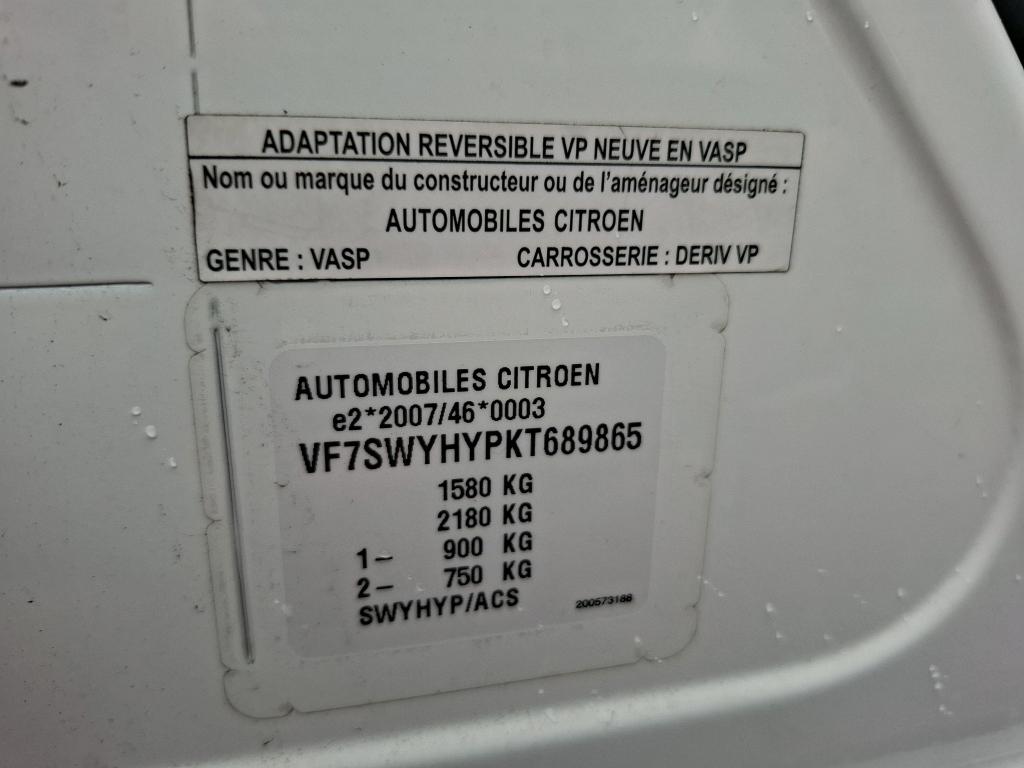 ADAPTATION REVERSIBLE VP NEUVE EN VASP
Nom ou marque du constructeur ou de l'aménageur désigné :
AUTOMOBILES CITROEN
GENRE : VASP CARROSSERIE : DERIV VP
AUTOMOBILES CITROEN
e2*2007/46*0003
VF7SWYHYPKT689865
1580 KG
2180 KG
1– 900 KG
2– 750 KG
SWYHYP/ACS 200573188